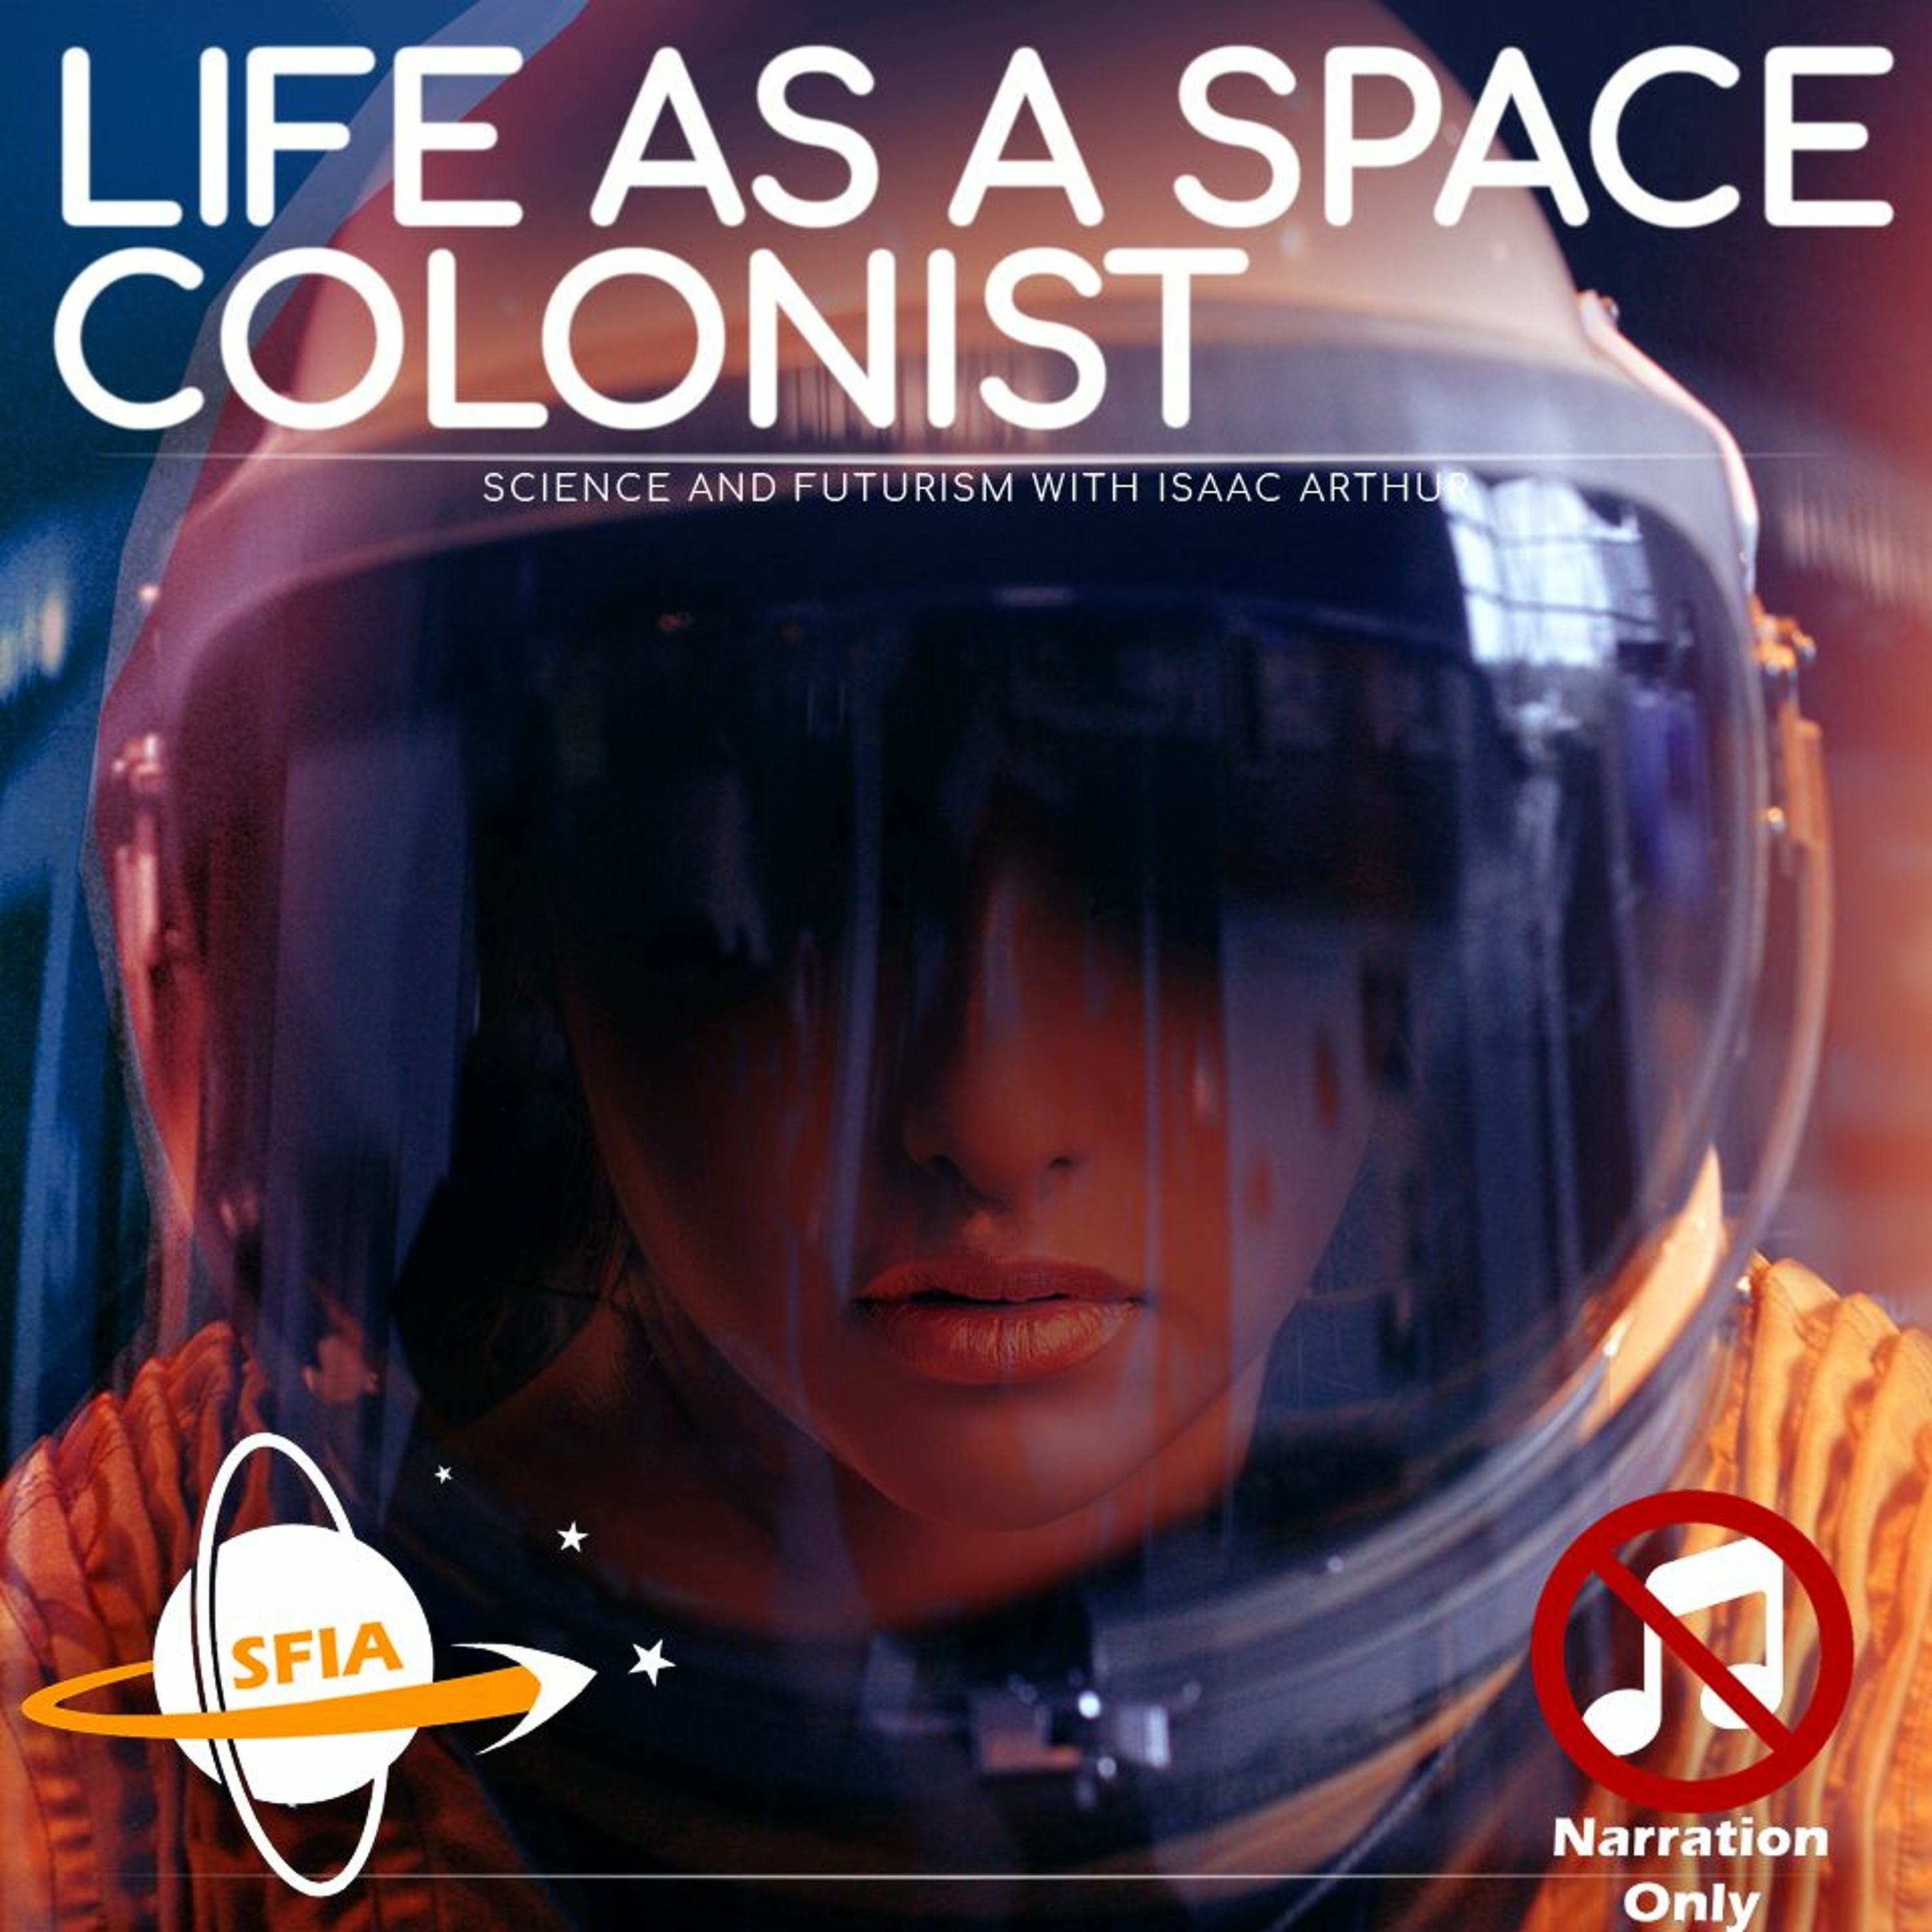 LIFE AS A SPACE
COLONIST
SCIENCE AND FUTURISM WITH ISAAC ARTHUR
SFIA
Narration
Only